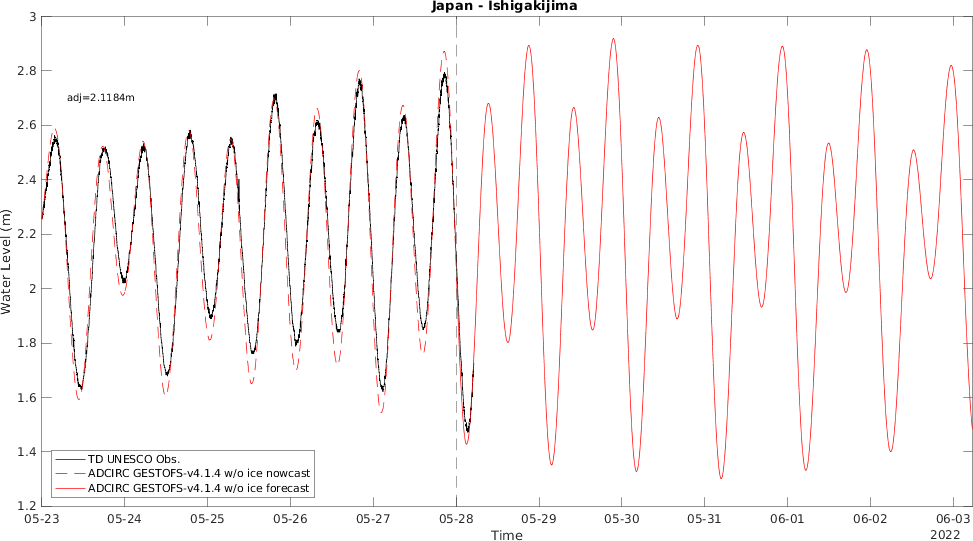 Japan - Ishigakijima
3
2.8
2.6
2.4
2.2
2
1.8
1.6
1.4
1.2
Water Level (m)
adj=2.1184m
TD UNESCO Obs.
ADCIRC GESTOFS-v4.1.4 w/o ice nowcast
ADCIRC GESTOFS-v4.1.4 w/o ice forecast
05-23 05-24 05-25 05-26 05-27 05-28 05-29 05-30 05-31 06-01 06-02 06-03
Time
2022